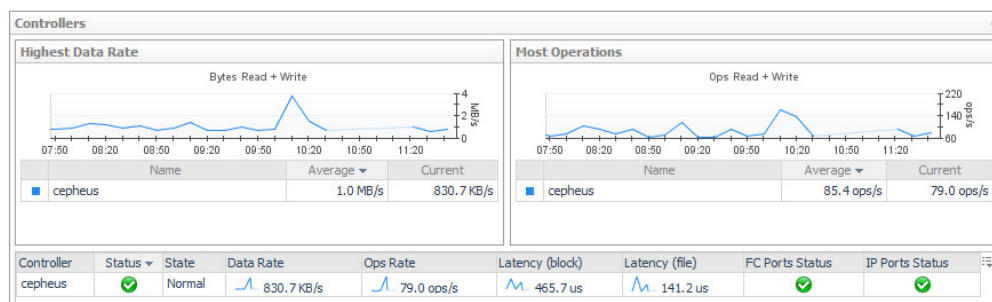 Controllers
Highest Data Rate
Bytes Read + Write
4
2
0
MB/s
07:50 08:20 08:50 09:20 09:50 10:20 10:50 11:20
Name Average Current
cepheus 1.0 MB/s 830.7 KB/s
Most Operations
Ops Read + Write
220
140
60
ops/s
07:50 08:20 08:50 09:20 09:50 10:20 10:50 11:20
Name Average Current
cepheus 85.4 ops/s 79.0 ops/s
Controller Status State Data Rate Ops Rate Latency (block) Latency (file) FC Ports Status IP Ports Status
cepheus Normal 830.7 KB/s 79.0 ops/s 465.7 us 141.2 us